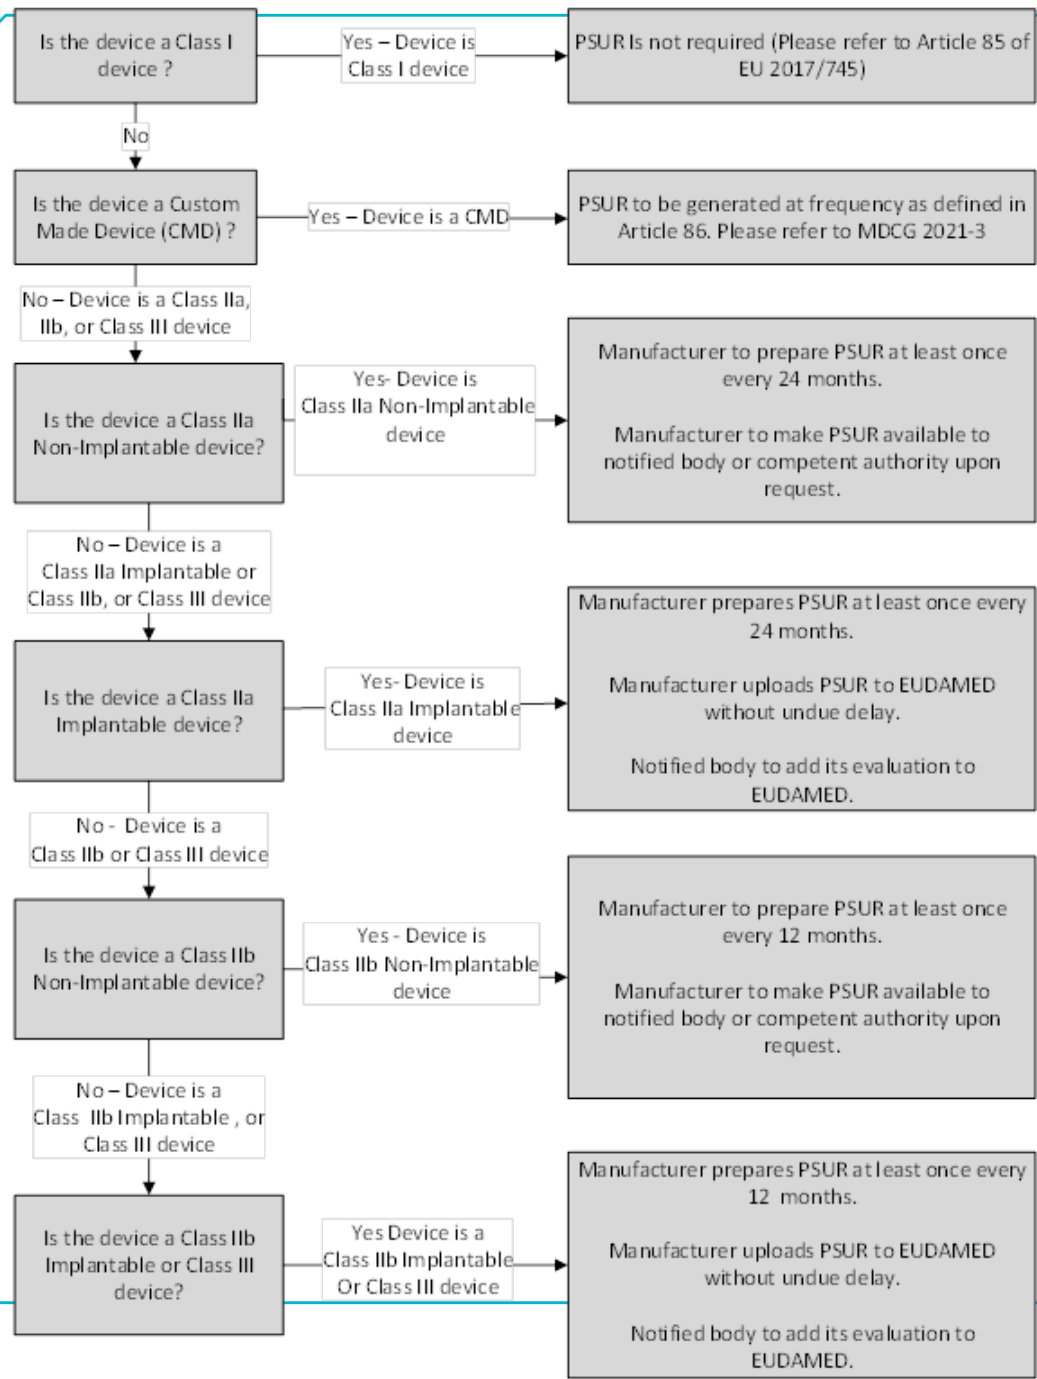 Is the device a Class I
device ?
Yes – Device is
Class I device
PSUR Is not required (Please refer to Article 85 of
EU 2017/745)
No
Is the device a Custom
Made Device (CMD) ?
Yes – Device is a CMD
PSUR to be generated at frequency as defined in
Article 86. Please refer to MDCG 2021-3
No – Device is a Class IIa,
IIb, or Class III device
Is the device a Class IIa
Non-Implantable device?
Yes- Device is
Class IIa Non-Implantable
device
Manufacturer to prepare PSUR at least once
every 24 months.
Manufacturer to make PSUR available to
notified body or competent authority upon
request.
No – Device is a
Class IIa Implantable or
Class IIb, or Class III device
Is the device a Class IIa
Implantable device?
Yes- Device is
Class IIa Implantable
device
Manufacturer prepares PSUR at least once every
24 months.
Manufacturer uploads PSUR to EUDAMED
without undue delay.
Notified body to add its evaluation to
EUDAMED.
No - Device is a
Class IIb or Class III device
Is the device a Class IIb
Non-Implantable device?
Yes - Device is
Class IIb Non-Implantable
device
Manufacturer to prepare PSUR at least once
every 12 months.
Manufacturer to make PSUR available to
notified body or competent authority upon
request.
No – Device is a
Class IIb Implantable , or
Class III device
Is the device a Class IIb
Implantable or Class III
device?
Yes Device is a
Class IIb Implantable
Or Class III device
Manufacturer prepares PSUR at least once every
12 months.
Manufacturer uploads PSUR to EUDAMED
without undue delay.
Notified body to add its evaluation to
EUDAMED.